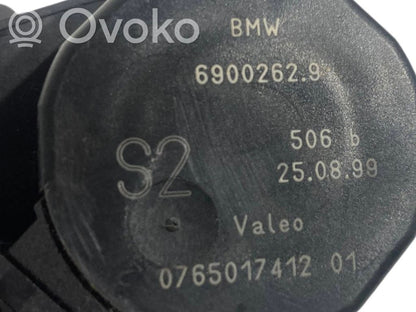 Ovoko
BMW
6900262.9
S2
506 b
25.08.99
Valeo
0765017412 01